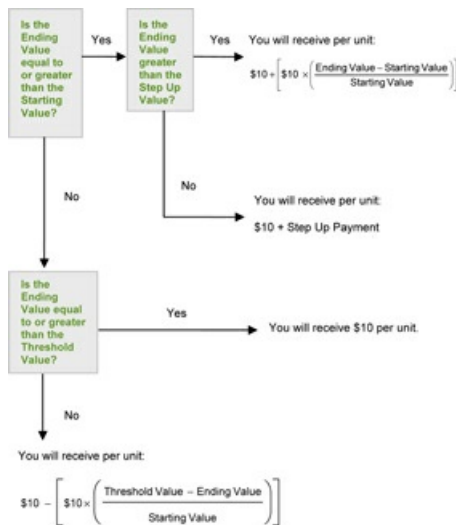 Is the
Ending
Value
equal to
or greater
than the
Starting
Value?
Yes
Is the
Ending
Value
greater
than the
Step Up
Value?
Yes
You will receive per unit:
$10 + [ $10 × ( Ending Value – Starting Value
Starting Value ) ]
No
No
You will receive per unit:
$10 + Step Up Payment
Is the
Ending
Value equal
to or greater
than the
Threshold
Value?
Yes
You will receive $10 per unit.
No
You will receive per unit:
$10 – [ $10 × ( Threshold Value – Ending Value
Starting Value ) ]